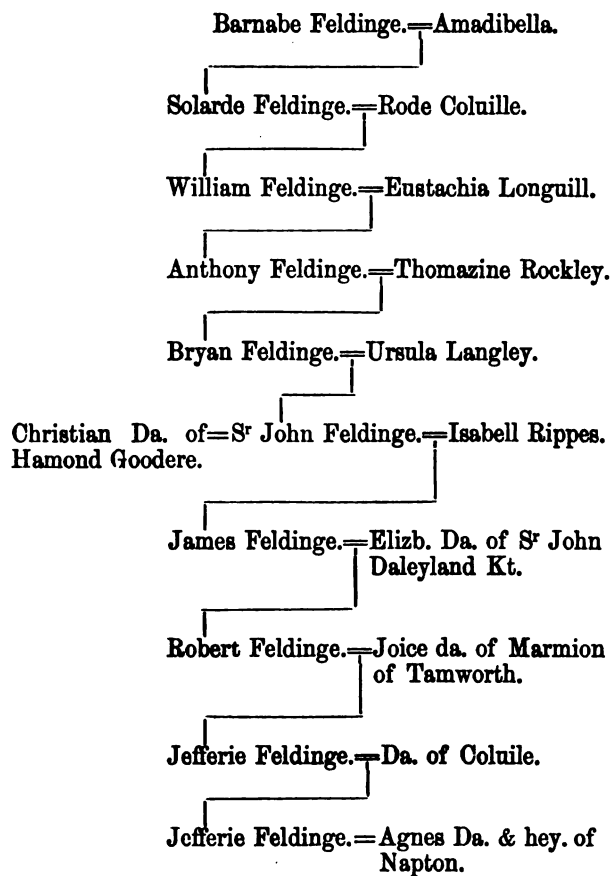 Barnabe Feldinge.=Amadibella.
Solarde Feldinge.=Rode Coluille.
William Feldinge.=Eustachia Longuill.
Anthony Feldinge.=Thomazine Rockley.
Bryan Feldinge.=Ursula Langley.
Christian Da. of=Sʳ John Feldinge.=Isabell Rippes.
Hamond Goodere.
James Feldinge.=Elizb. Da. of Sʳ John
Daleyland Kt.
Robert Feldinge.=Joice da. of Marmion
of Tamworth.
Jefferie Feldinge.=Da. of Coluile.
Jefferie Feldinge.=Agnes Da. & hey. of
Napton.